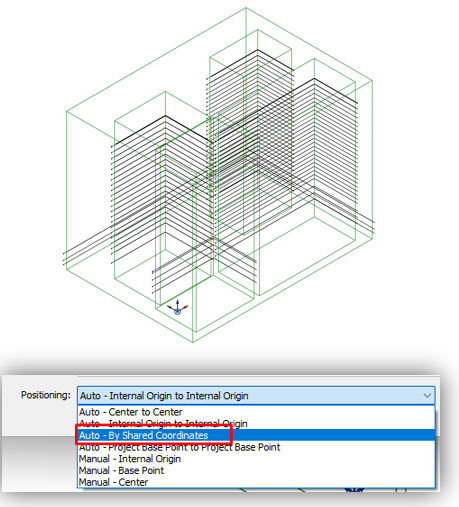 Positioning: Auto - Internal Origin to Internal Origin
Auto - Center to Center
Auto - Internal Origin to Internal Origin
Auto - By Shared Coordinates
Auto - Project Base Point to Project Base Point
Manual - Internal Origin
Manual - Base Point
Manual - Center